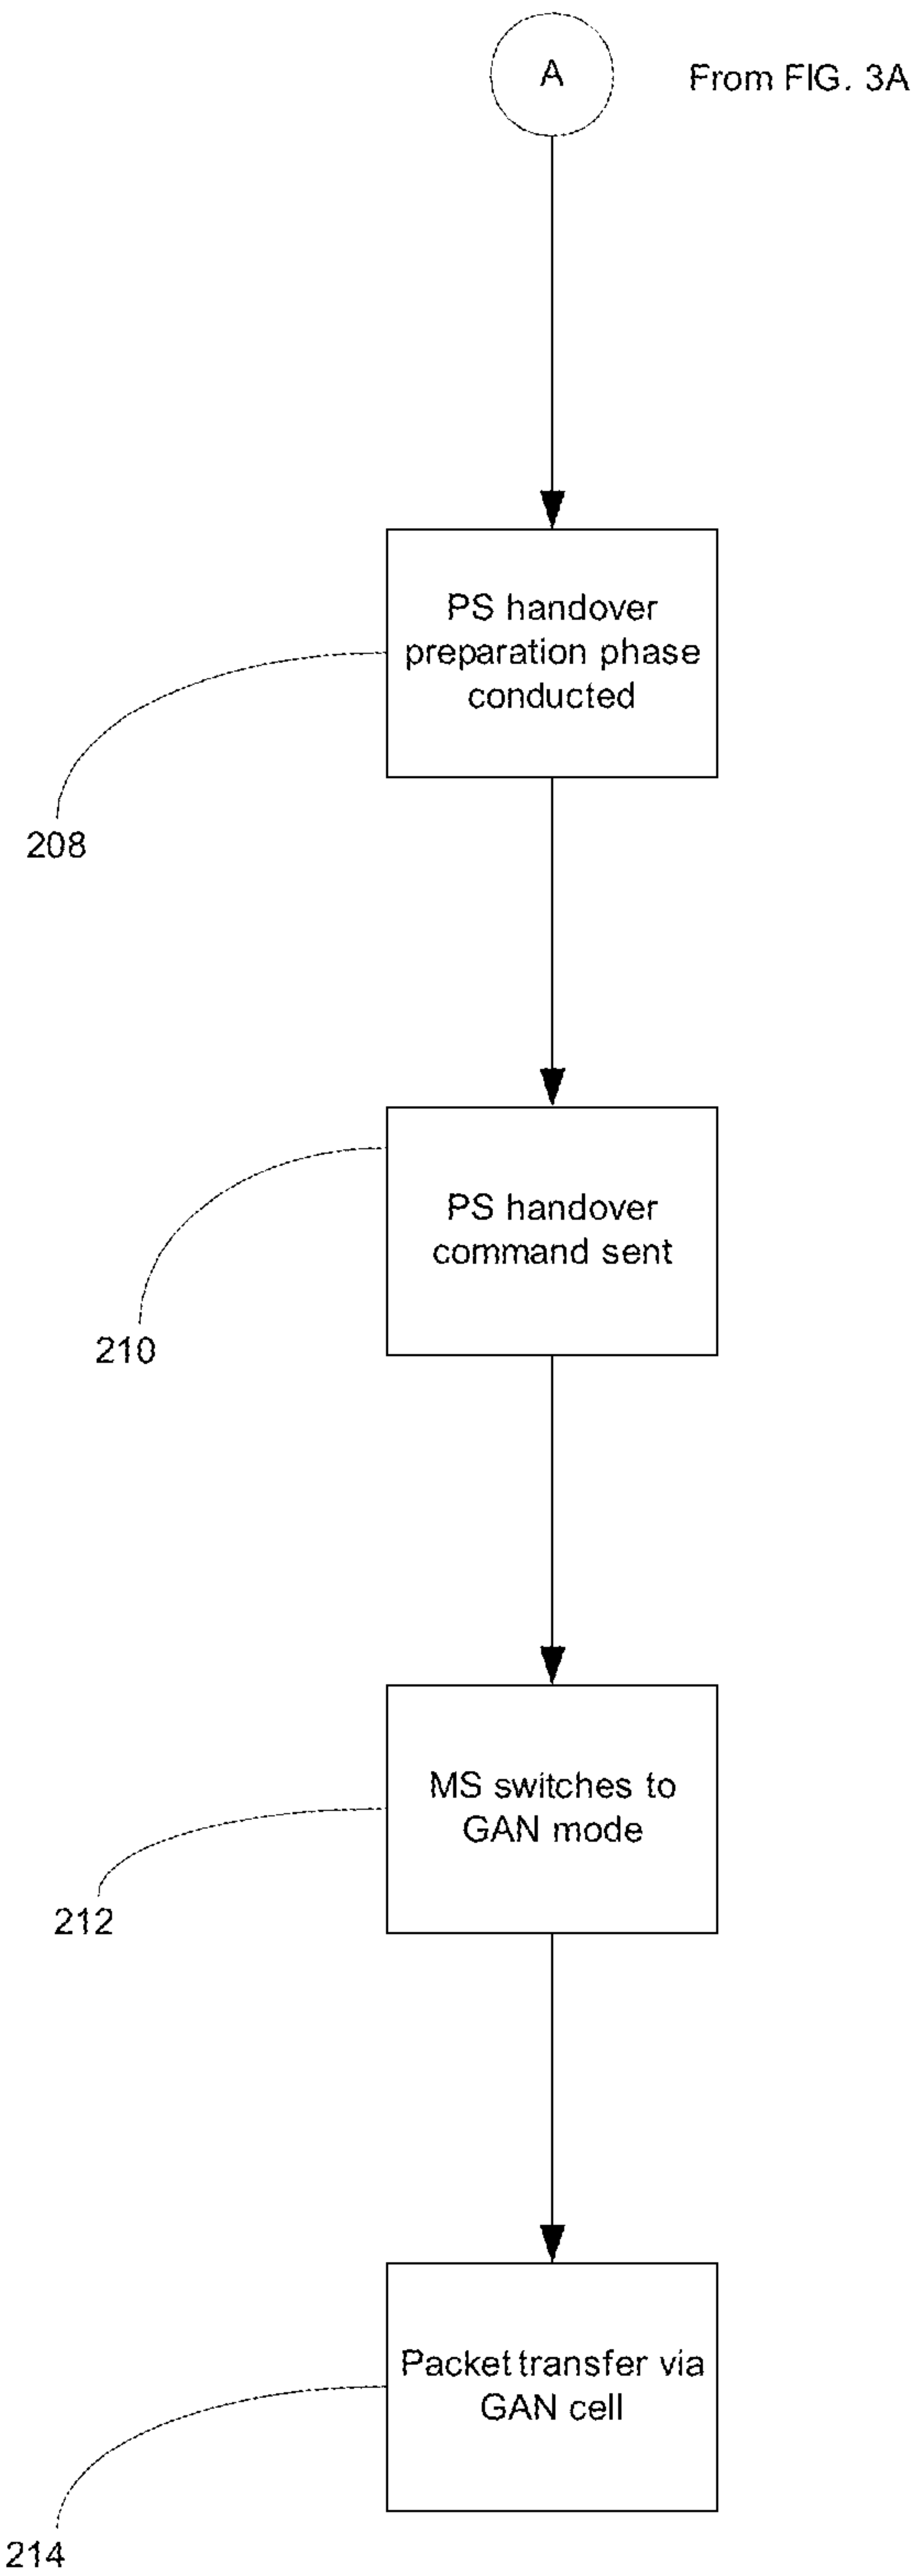 A
From FIG. 3A
PS handover
preparation phase
conducted
208
PS handover
command sent
210
MS switches to
GAN mode
212
Packet transfer via
GAN cell
214